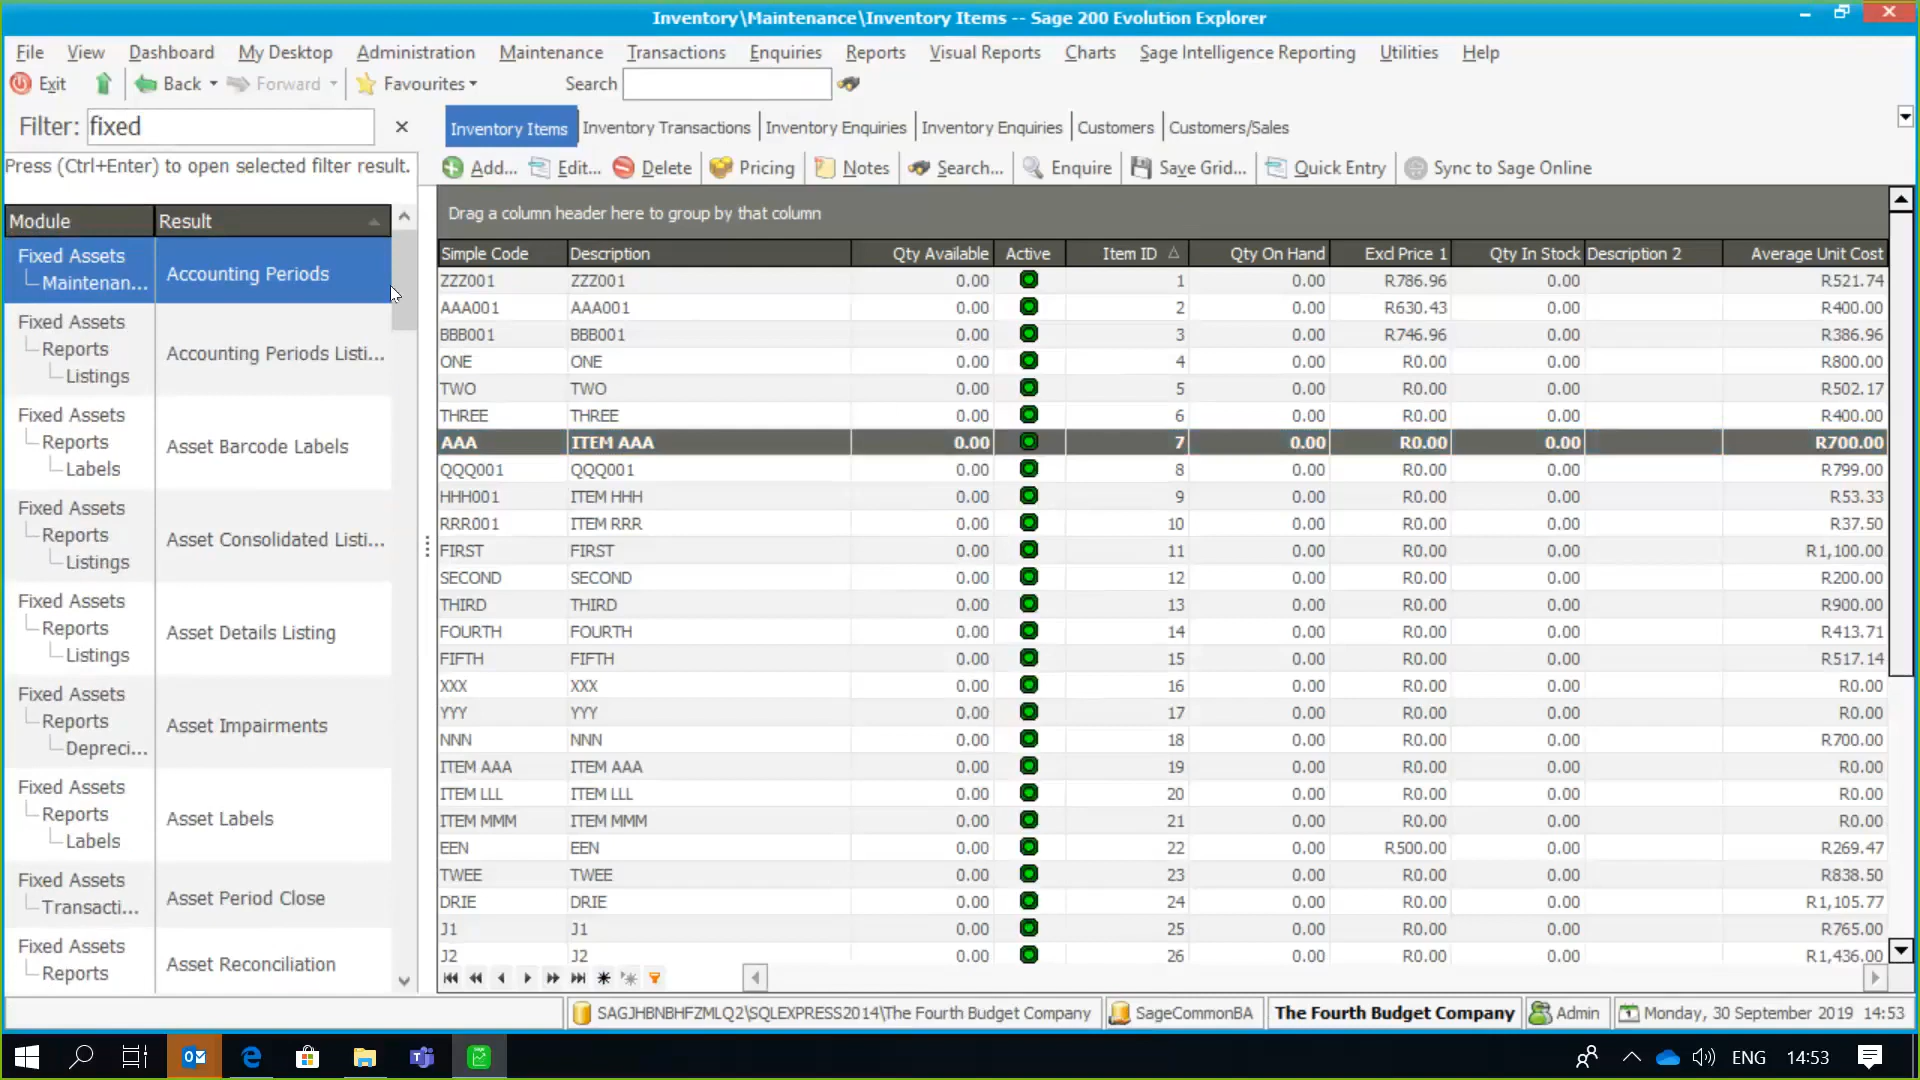 Inventory\Maintenance\Inventory Items -- Sage 200 Evolution Explorer
File View Dashboard My Desktop Administration Maintenance Transactions Enquiries Reports Visual Reports Charts Sage Intelligence Reporting Utilities Help
Exit Back Forward Favourites Search
Filter: fixed
Press (Ctrl+Enter) to open selected filter result.
Module Result
Fixed Assets
Maintenan... Accounting Periods
Fixed Assets
Reports
Listings Accounting Periods Listi...
Fixed Assets
Reports
Labels Asset Barcode Labels
Fixed Assets
Reports
Listings Asset Consolidated Listi...
Fixed Assets
Reports
Listings Asset Details Listing
Fixed Assets
Reports
Depreci... Asset Impairments
Fixed Assets
Reports
Labels Asset Labels
Fixed Assets
Transacti... Asset Period Close
Fixed Assets
Reports Asset Reconciliation
Inventory Items Inventory Transactions Inventory Enquiries Inventory Enquiries Customers Customers/Sales
Add... Edit... Delete Pricing Notes Search... Enquire Save Grid... Quick Entry Sync to Sage Online
Drag a column header here to group by that column
Simple Code Description Qty Available Active Item ID Qty On Hand Excl Price 1 Qty In Stock Description 2 Average Unit Cost
ZZZ001 ZZZ001 0.00 1 0.00 R786.96 0.00 R521.74
AAA001 AAA001 0.00 2 0.00 R630.43 0.00 R400.00
BBB001 BBB001 0.00 3 0.00 R746.96 0.00 R386.96
ONE ONE 0.00 4 0.00 R0.00 0.00 R800.00
TWO TWO 0.00 5 0.00 R0.00 0.00 R502.17
THREE THREE 0.00 6 0.00 R0.00 0.00 R400.00
AAA ITEM AAA 0.00 7 0.00 R0.00 0.00 R700.00
QQQ001 QQQ001 0.00 8 0.00 R0.00 0.00 R799.00
HHH001 ITEM HHH 0.00 9 0.00 R0.00 0.00 R53.33
RRR001 ITEM RRR 0.00 10 0.00 R0.00 0.00 R37.50
FIRST FIRST 0.00 11 0.00 R0.00 0.00 R1,100.00
SECOND SECOND 0.00 12 0.00 R0.00 0.00 R200.00
THIRD THIRD 0.00 13 0.00 R0.00 0.00 R900.00
FOURTH FOURTH 0.00 14 0.00 R0.00 0.00 R413.71
FIFTH FIFTH 0.00 15 0.00 R0.00 0.00 R517.14
XXX XXX 0.00 16 0.00 R0.00 0.00 R0.00
YYY YYY 0.00 17 0.00 R0.00 0.00 R0.00
NNN NNN 0.00 18 0.00 R0.00 0.00 R700.00
ITEM AAA ITEM AAA 0.00 19 0.00 R0.00 0.00 R0.00
ITEM LLL ITEM LLL 0.00 20 0.00 R0.00 0.00 R0.00
ITEM MMM ITEM MMM 0.00 21 0.00 R0.00 0.00 R0.00
EEN EEN 0.00 22 0.00 R500.00 0.00 R269.47
TWEE TWEE 0.00 23 0.00 R0.00 0.00 R838.50
DRIE DRIE 0.00 24 0.00 R0.00 0.00 R1,105.77
J1 J1 0.00 25 0.00 R0.00 0.00 R765.00
J2 J2 0.00 26 0.00 R0.00 0.00 R1,436.00
SAGJHBNBHFZMLQ2\SQLEXPRESS2014\The Fourth Budget Company SageCommonBA The Fourth Budget Company Admin Monday, 30 September 2019 14:53
ENG 14:53